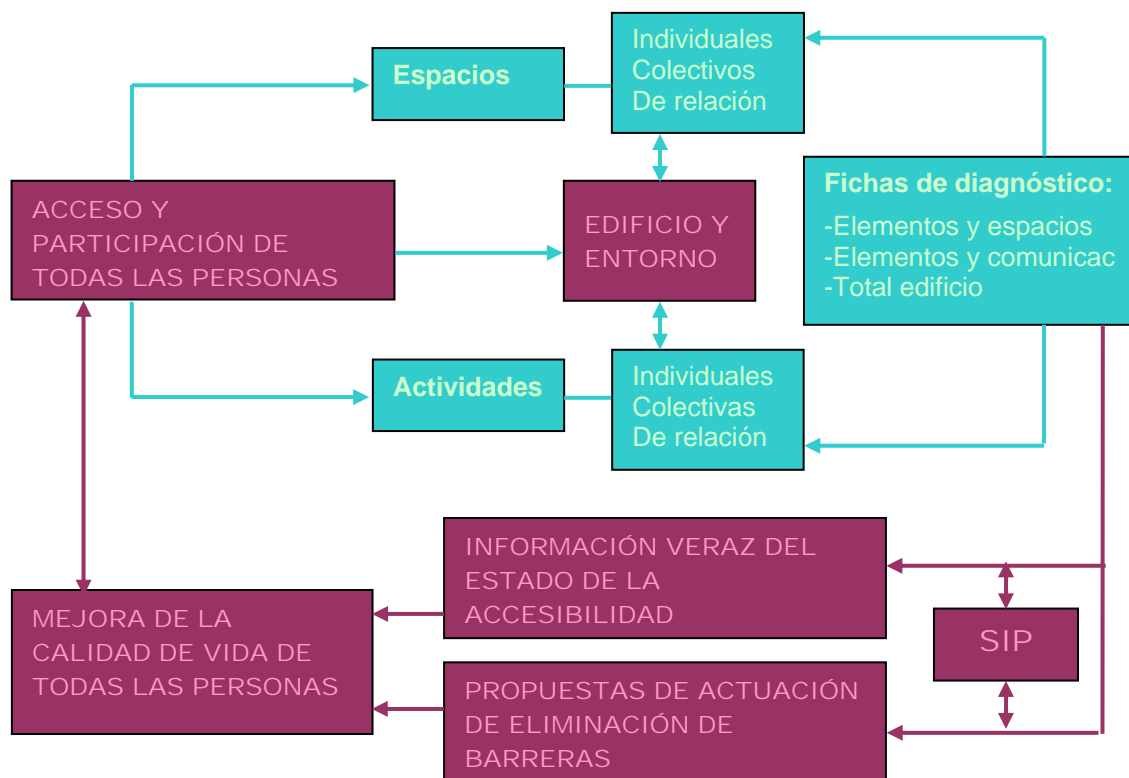 Espacios
Individuales
Colectivos
De relación
ACCESO Y
PARTICIPACIÓN DE
TODAS LAS PERSONAS
EDIFICIO Y
ENTORNO
Fichas de diagnóstico:
-Elementos y espacios
-Elementos y comunicac
-Total edificio
Actividades
Individuales
Colectivas
De relación
INFORMACIÓN VERAZ DEL
ESTADO DE LA
ACCESIBILIDAD
MEJORA DE LA
CALIDAD DE VIDA DE
TODAS LAS PERSONAS
SIP
PROPUESTAS DE ACTUACIÓN
DE ELIMINACIÓN DE
BARRERAS